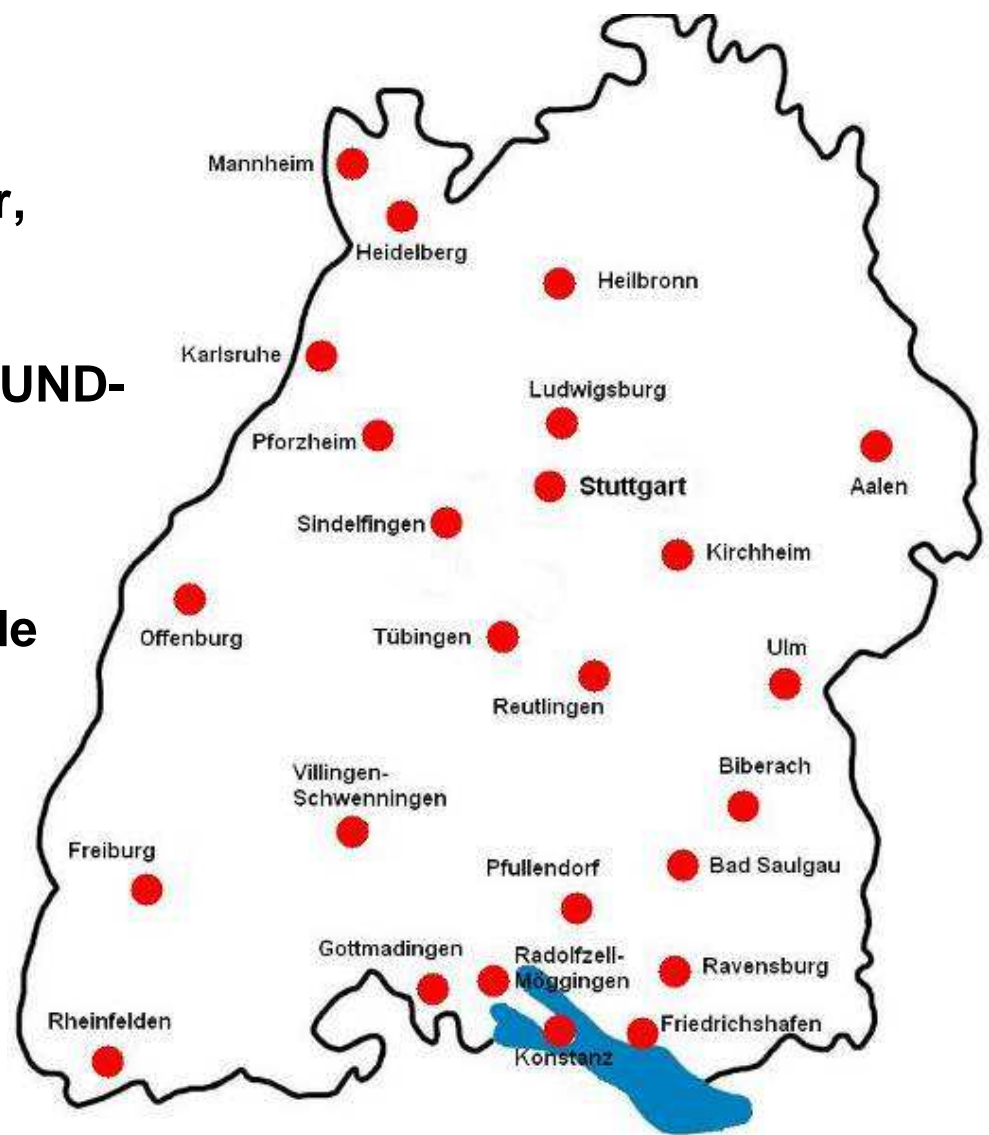 Mannheim
r,
Heidelberg
Heilbronn
Karlsruhe
UND-
Ludwigsburg
Pforzheim
Stuttgart
Aalen
Sindelfingen
Kirchheim
Offenburg
Tübingen
Ulm
Reutlingen
Biberach
Villingen-
Schwenningen
Freiburg
Pfullendorf
Bad Saulgau
Gottmadingen
Radolfzell-
Möggingen
Ravensburg
Rheinfelden
Friedrichshafen
Konstanz